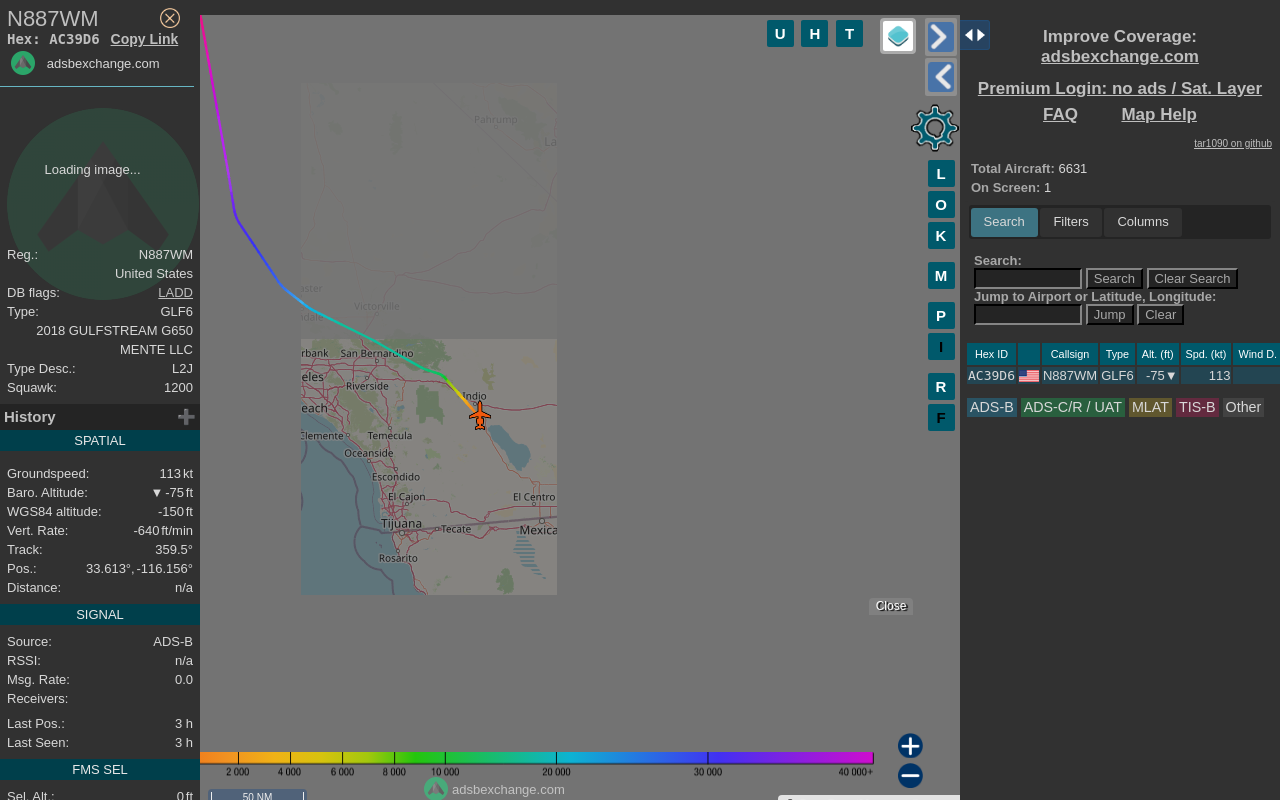 N887WM
Hex: AC39D6 Copy Link
adsbexchange.com
Loading image...
Reg.: N887WM
United States
DB flags: LADD
Type: GLF6
2018 GULFSTREAM G650
MENTE LLC
Type Desc.: L2J
Squawk: 1200
History
SPATIAL
Groundspeed: 113 kt
Baro. Altitude: ▼ -75 ft
WGS84 altitude: -150 ft
Vert. Rate: -640 ft/min
Track: 359.5°
Pos.: 33.613°, -116.156°
Distance: n/a
SIGNAL
Source: ADS-B
RSSI: n/a
Msg. Rate: 0.0
Receivers:
Last Pos.: 3 h
Last Seen: 3 h
FMS SEL
Sel. Alt.: 0 ft
U H T
L
O
K
M
P
I
R
F
Pahrump
La
Victorville
rbank San Bernardino
eles
Riverside
Indio
each
Clemente Temecula
Oceanside
Escondido
El Cajon El Centro
Tijuana Tecate Mexica
Rosarito
Close
2 000 4 000 6 000 8 000 10 000 20 000 30 000 40 000+
adsbexchange.com
50 NM
Improve Coverage:
adsbexchange.com
Premium Login: no ads / Sat. Layer
FAQ Map Help
tar1090 on github
Total Aircraft: 6631
On Screen: 1
Search Filters Columns
Search:
Search Clear Search
Jump to Airport or Latitude, Longitude:
Jump Clear
Hex ID Callsign Type Alt. (ft) Spd. (kt) Wind D.
AC39D6 N887WM GLF6 -75▼ 113
ADS-B ADS-C/R / UAT MLAT TIS-B Other